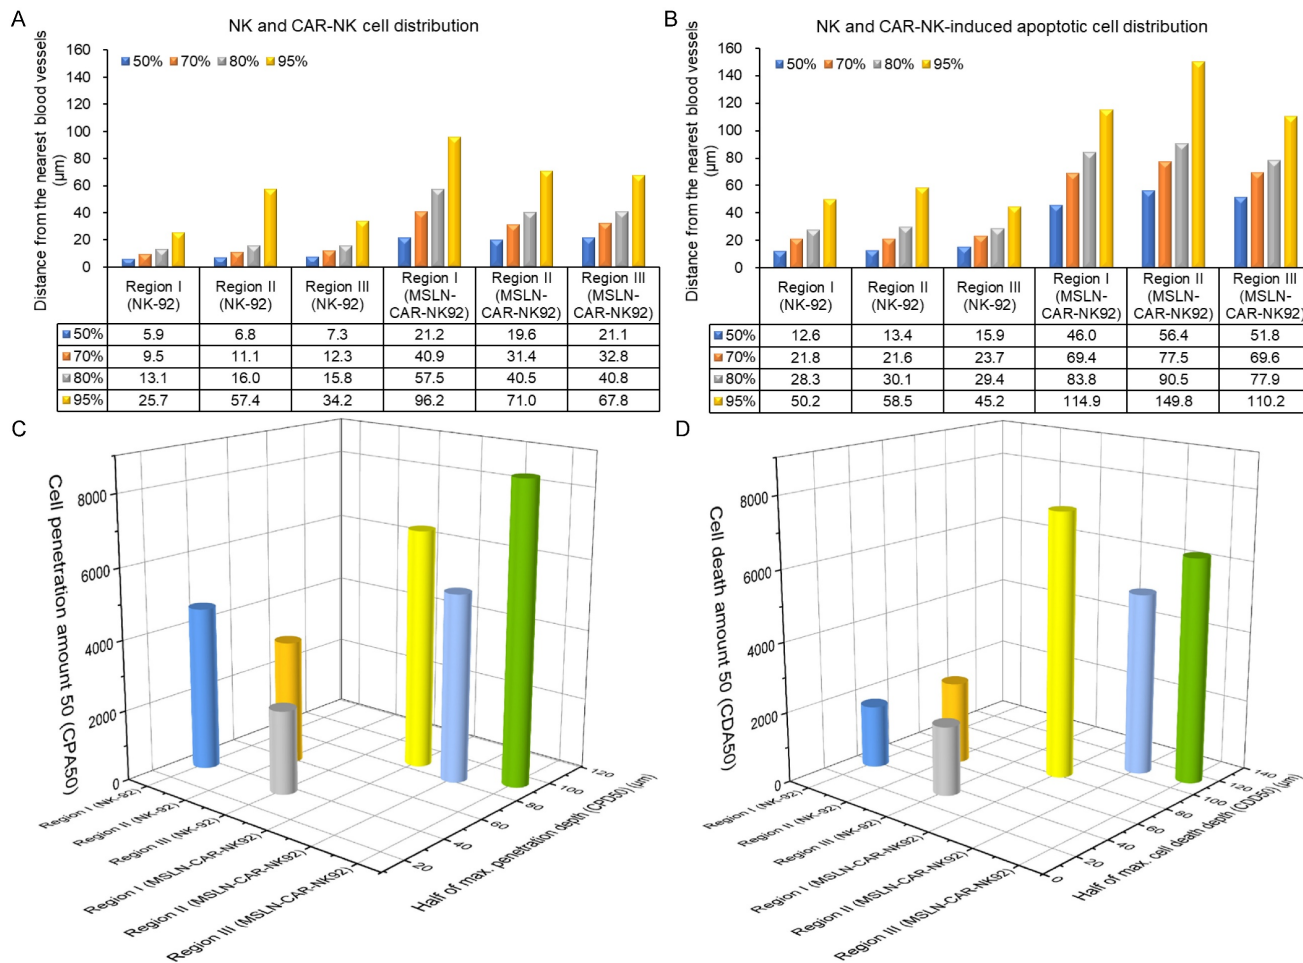 A
NK and CAR-NK cell distribution
Distance from the nearest blood vessels
(μm)
160
140
120
100
80
60
40
20
0
50% 70% 80% 95%
Region I (NK-92) Region II (NK-92) Region III (NK-92) Region I (MSLN-CAR-NK92) Region II (MSLN-CAR-NK92) Region III (MSLN-CAR-NK92)
50% 5.9 6.8 7.3 21.2 19.6 21.1
70% 9.5 11.1 12.3 40.9 31.4 32.8
80% 13.1 16.0 15.8 57.5 40.5 40.8
95% 25.7 57.4 34.2 96.2 71.0 67.8
B
NK and CAR-NK-induced apoptotic cell distribution
Distance from the nearest blood vessels
(μm)
160
140
120
100
80
60
40
20
0
50% 70% 80% 95%
Region I (NK-92) Region II (NK-92) Region III (NK-92) Region I (MSLN-CAR-NK92) Region II (MSLN-CAR-NK92) Region III (MSLN-CAR-NK92)
50% 12.6 13.4 15.9 46.0 56.4 51.8
70% 21.8 21.6 23.7 69.4 77.5 69.6
80% 28.3 30.1 29.4 83.8 90.5 77.9
95% 50.2 58.5 45.2 114.9 149.8 110.2
C
Cell penetration amount 50 (CPA50)
8000
6000
4000
2000
0
Region I (NK-92)
Region II (NK-92)
Region III (NK-92)
Region I (MSLN-CAR-NK92)
Region II (MSLN-CAR-NK92)
Region III (MSLN-CAR-NK92)
20
40
60
80
100
120
Half of max. penetration depth (CPD50) (μm)
D
Cell death amount 50 (CDA50)
8000
6000
4000
2000
0
Region I (NK-92)
Region II (NK-92)
Region III (NK-92)
Region I (MSLN-CAR-NK92)
Region II (MSLN-CAR-NK92)
Region III (MSLN-CAR-NK92)
0
20
40
60
80
100
120
140
Half of max. cell death depth (CDD50) (μm)